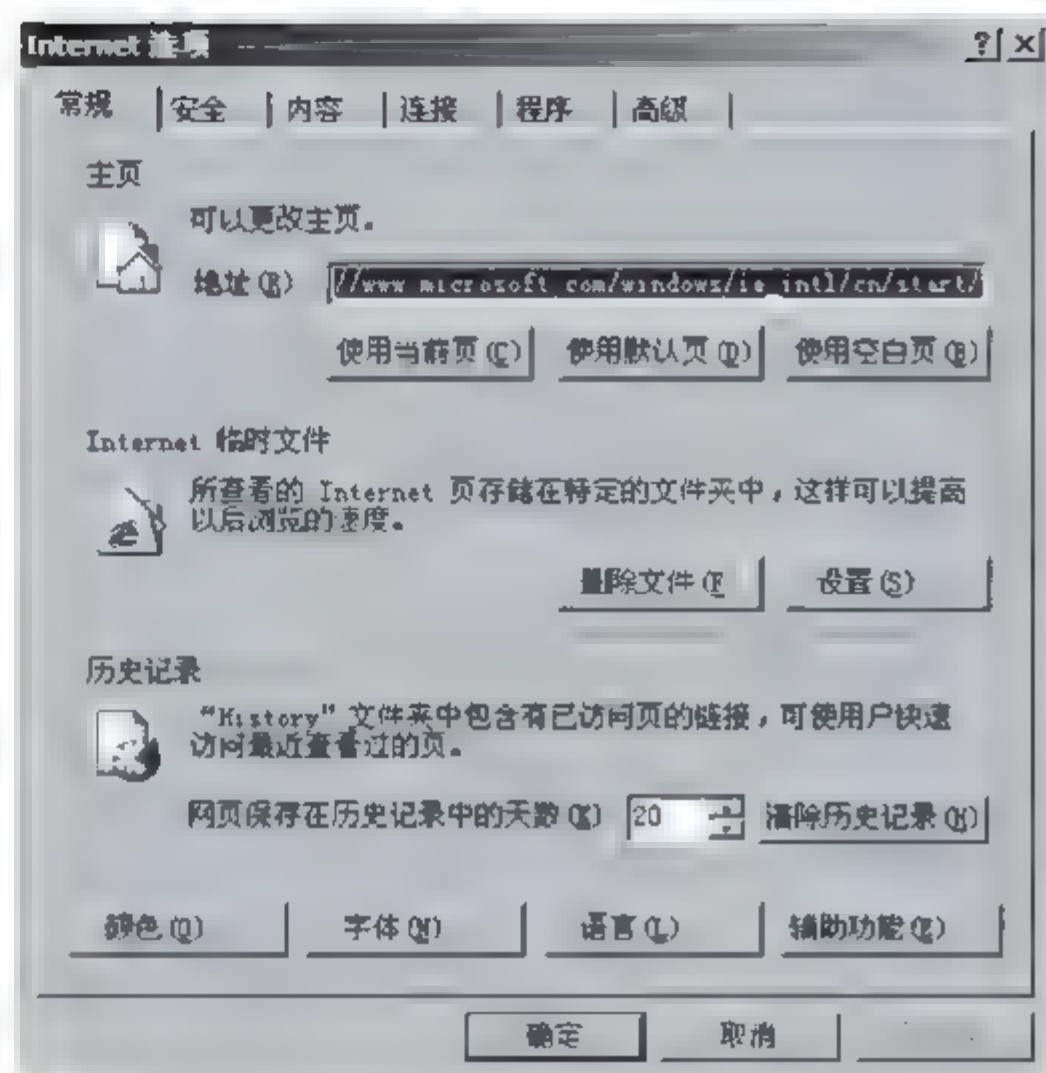 Internet 选项
常规 安全 内容 连接 程序 高级
主页
可以更改主页。
地址(R) //www microsoft com/windows/ie_intl/cn/start/
使用当前页(C) 使用默认页(D) 使用空白页(B)
Internet 临时文件
所查看的 Internet 页存储在特定的文件夹中，这样可以提高
以后浏览的速度。
删除文件(F 设置(S)
历史记录
“History”文件夹中包含有已访问页的链接，可使用户快速
访问最近查看过的页。
网页保存在历史记录中的天数(K) 20 清除历史记录(H)
颜色(O) 字体(N) 语言(L) 辅助功能(E)
确定 取消